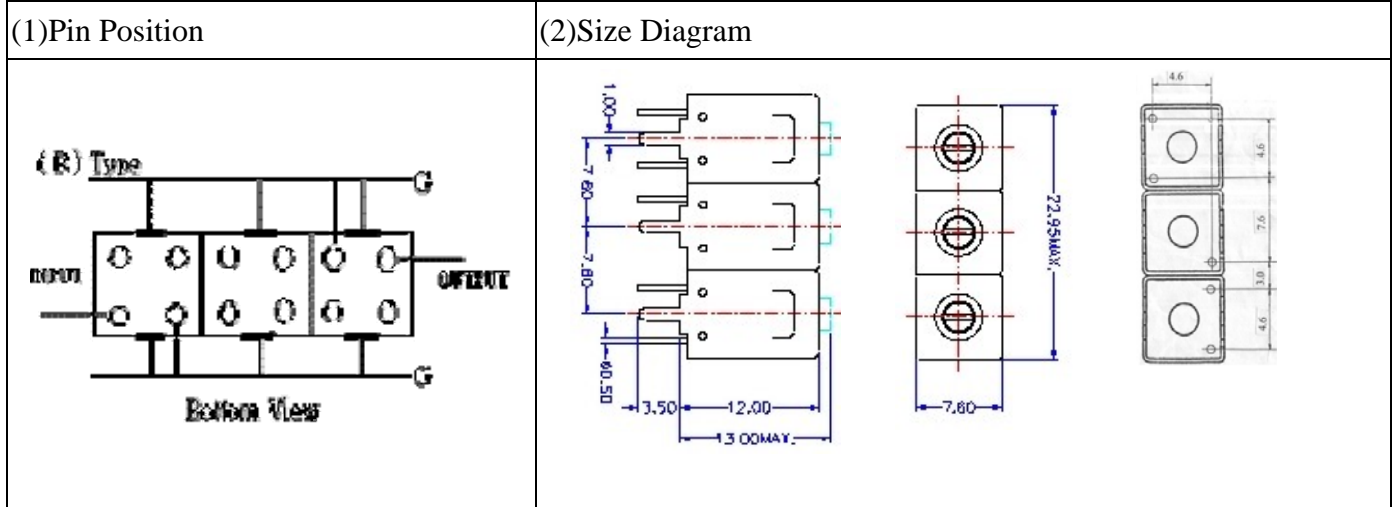 (1)Pin Position
(2)Size Diagram
(B) Type
G
INPUT
OUTPUT
G
Bottom View
1.00
7.60
7.60
Ø0.50
3.50
12.00
13.00MAX.
22.95MAX.
7.60
4.6
4.6
7.6
3.0
4.6